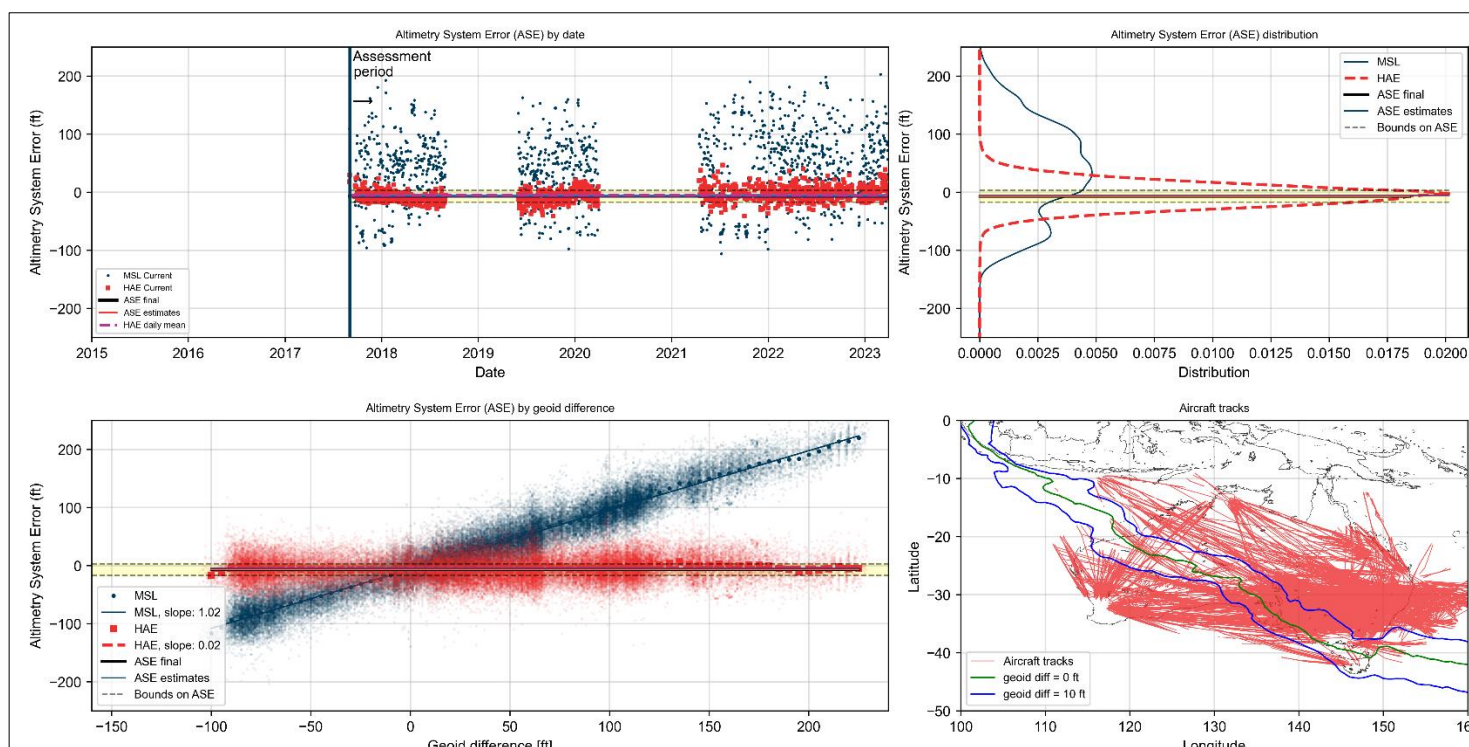 Altimetry System Error (ASE) by date
Altimetry System Error (ft)
200
100
0
−100
−200
Assessment
period
MSL Current
HAE Current
ASE final
ASE estimates
HAE daily mean
2015 2016 2017 2018 2019 2020 2021 2022 2023
Date
Altimetry System Error (ASE) distribution
Altimetry System Error (ft)
200
100
0
−100
−200
MSL
HAE
ASE final
ASE estimates
Bounds on ASE
0.0000 0.0025 0.0050 0.0075 0.0100 0.0125 0.0150 0.0175 0.0200
Distribution
Altimetry System Error (ASE) by geoid difference
Altimetry System Error (ft)
200
100
0
−100
−200
MSL
MSL, slope: 1.02
HAE
HAE, slope: 0.02
ASE final
ASE estimates
Bounds on ASE
−150 −100 −50 0 50 100 150 200
Geoid difference [ft]
Aircraft tracks
Latitude
0
−10
−20
−30
−40
−50
Aircraft tracks
geoid diff = 0 ft
geoid diff = 10 ft
100 110 120 130 140 150
Longitude